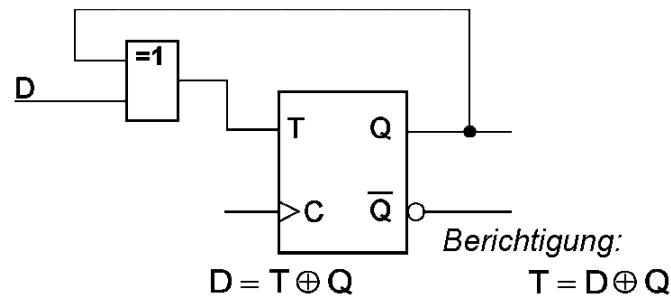 =1
D
T Q
C Q̅
Berichtigung:
D = T ⊕ Q T = D ⊕ Q